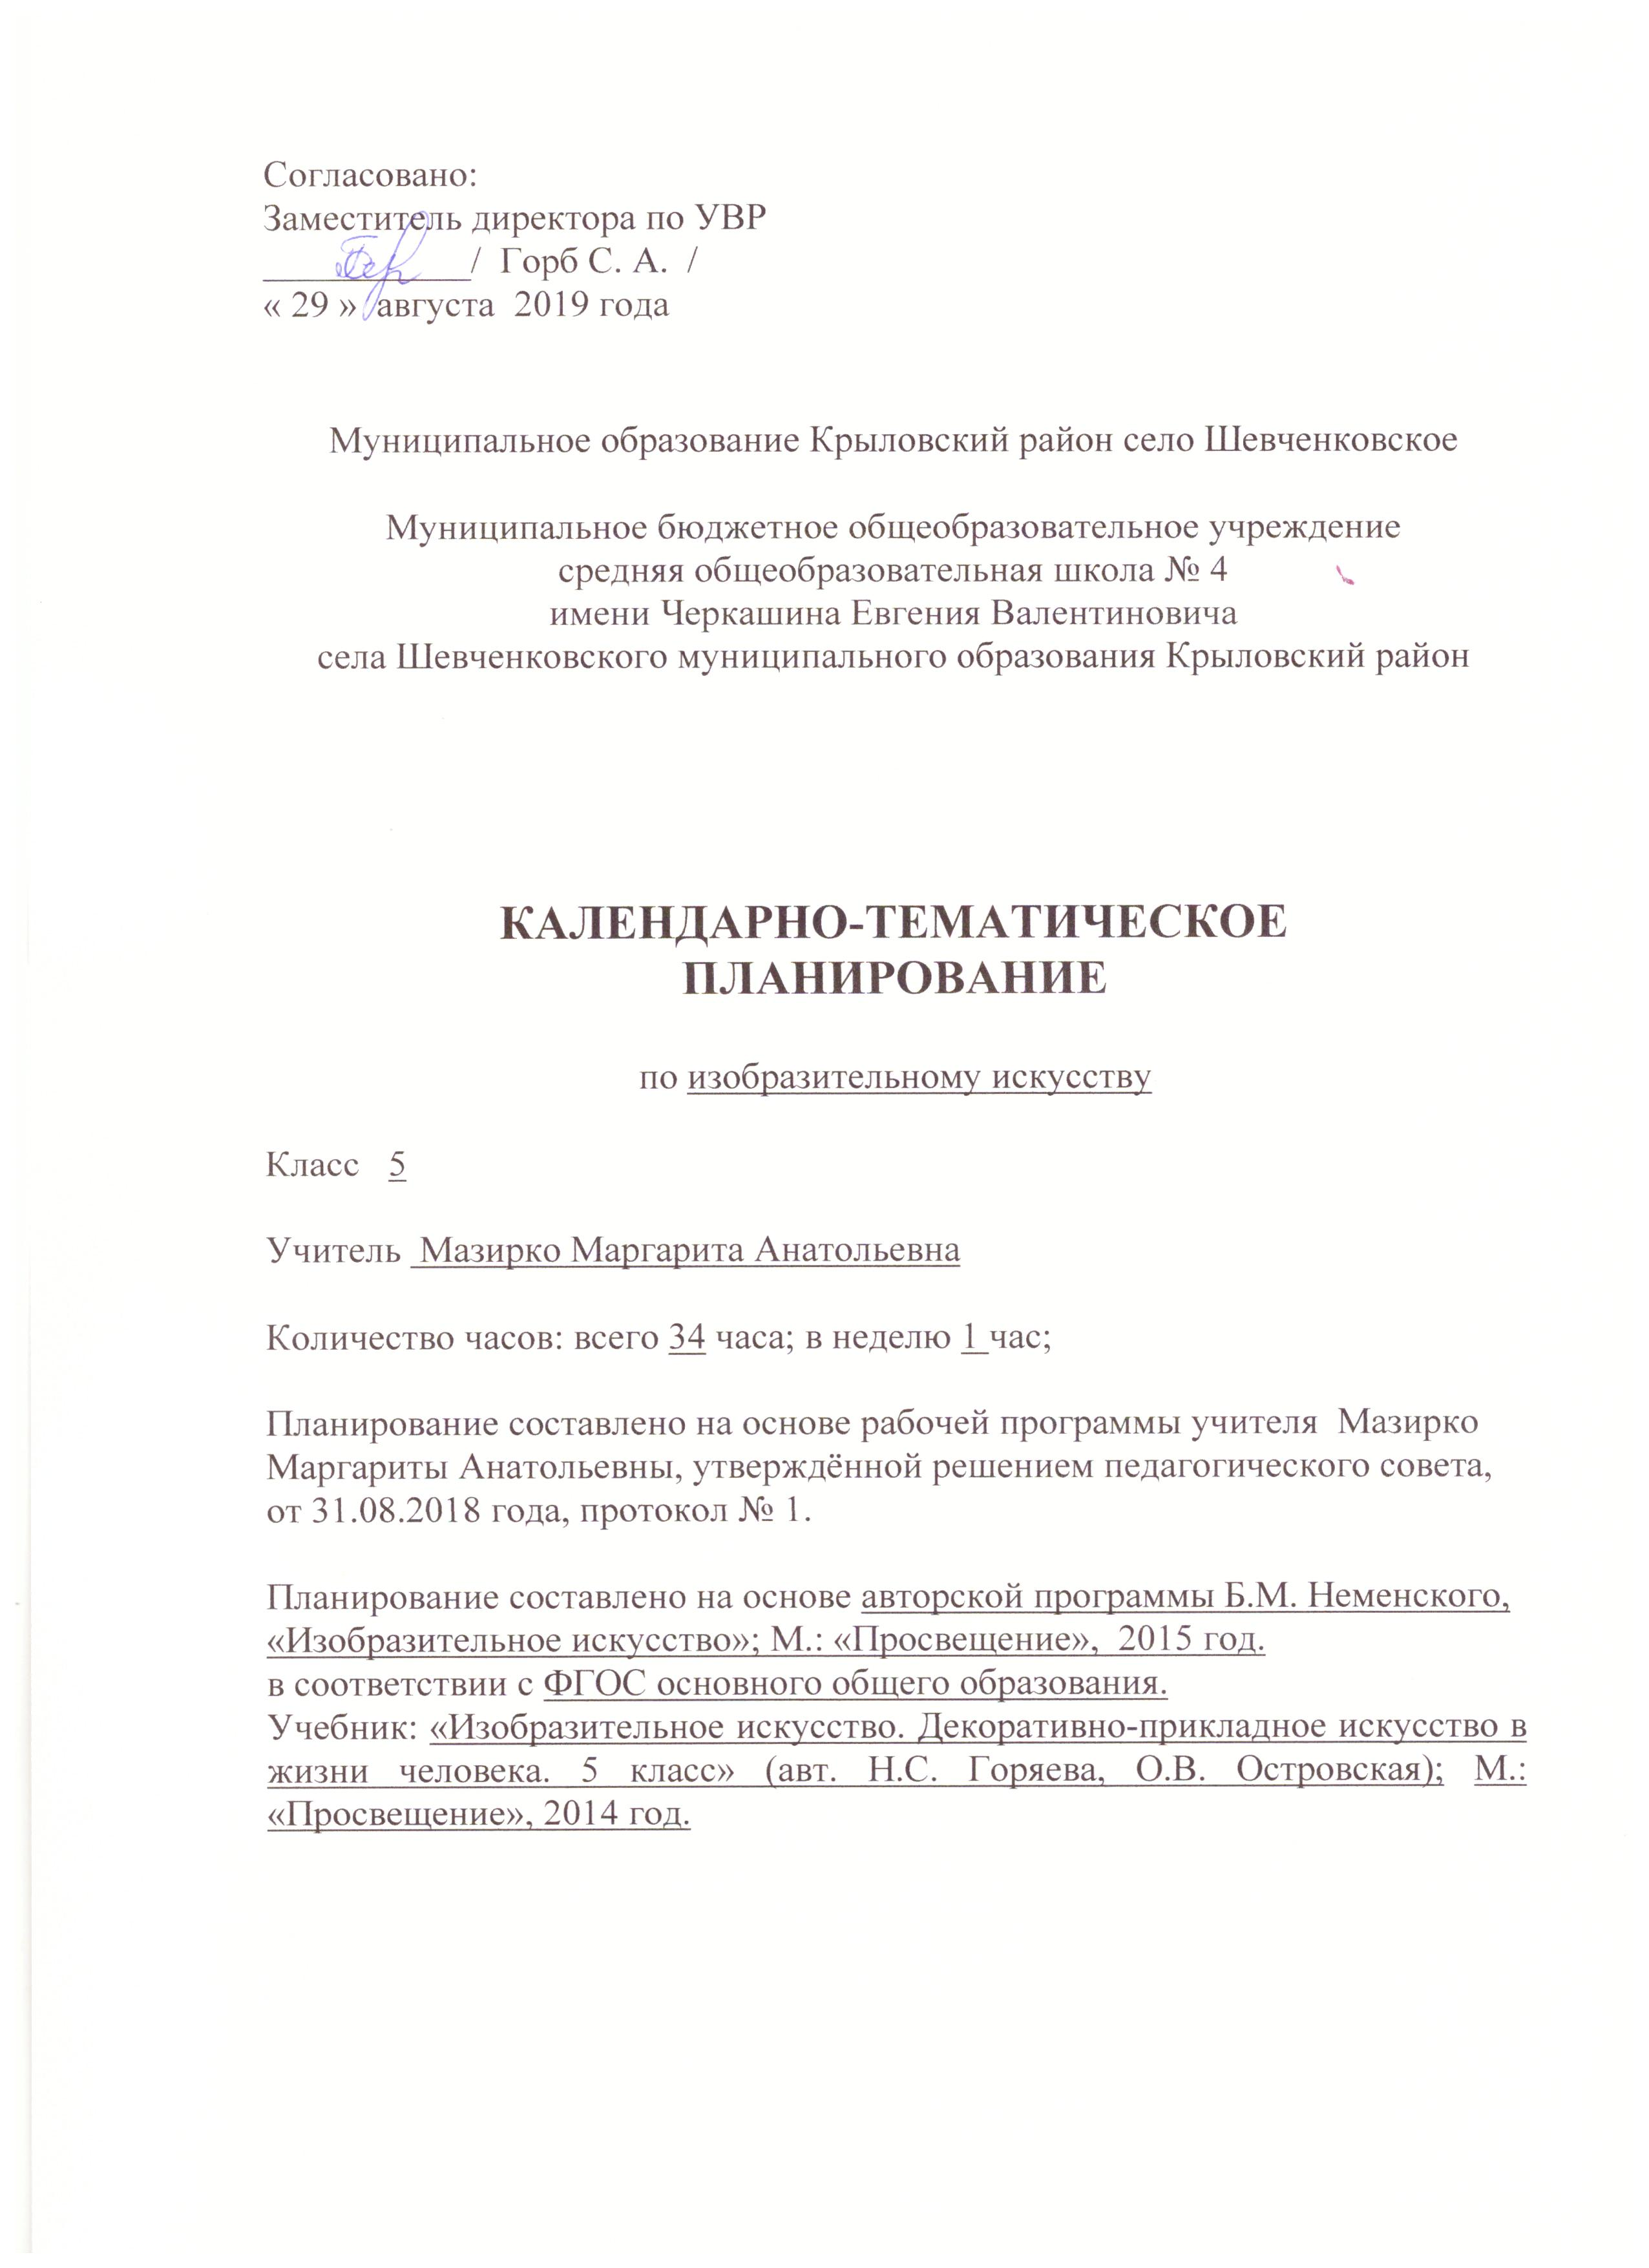 Согласовано:
Заместитель директора по УВР
___________/ Горб С. А. /
« 29 » августа 2019 года
Муниципальное образование Крыловский район село Шевченковское
Муниципальное бюджетное общеобразовательное учреждение
средняя общеобразовательная школа № 4
имени Черкашина Евгения Валентиновича
села Шевченковского муниципального образования Крыловский район
КАЛЕНДАРНО-ТЕМАТИЧЕСКОЕ
ПЛАНИРОВАНИЕ
по изобразительному искусству
Класс 5
Учитель Мазирко Маргарита Анатольевна
Количество часов: всего 34 часа; в неделю 1 час;
Планирование составлено на основе рабочей программы учителя Мазирко
Маргариты Анатольевны, утверждённой решением педагогического совета,
от 31.08.2018 года, протокол № 1.
Планирование составлено на основе авторской программы Б.М. Неменского,
«Изобразительное искусство»; М.: «Просвещение», 2015 год.
в соответствии с ФГОС основного общего образования.
Учебник: «Изобразительное искусство. Декоративно-прикладное искусство в
жизни человека. 5 класс» (авт. Н.С. Горяева, О.В. Островская); М.:
«Просвещение», 2014 год.